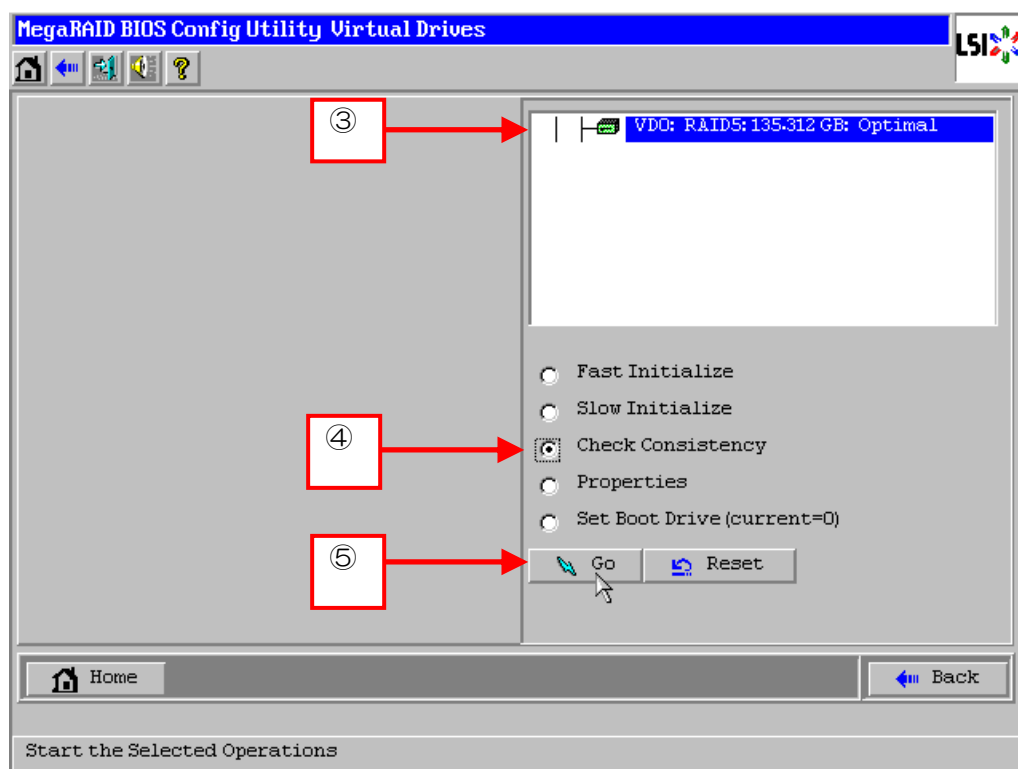 MegaRAID BIOS Config Utility Virtual Drives
LSI
③
VD0: RAID5: 135.312 GB: Optimal
Fast Initialize
Slow Initialize
④
Check Consistency
Properties
Set Boot Drive (current=0)
⑤
Go
Reset
Home
Back
Start the Selected Operations